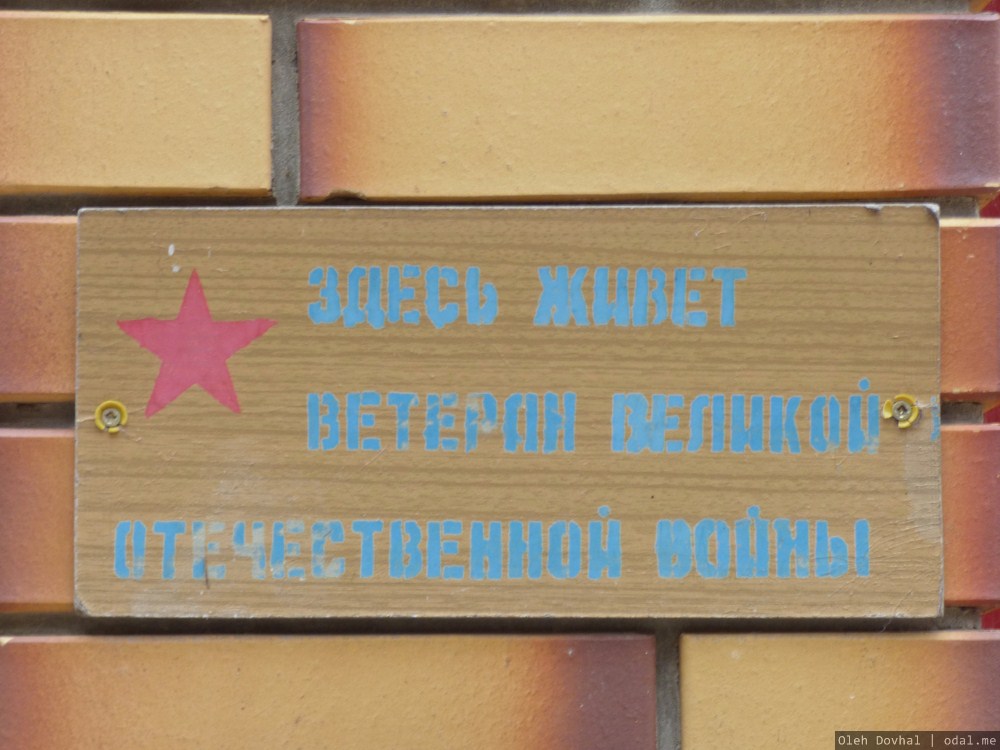 ЗДЕСЬ ЖИВЕТ
ВЕТЕРАН ВЕЛИКОЙ
ОТЕЧЕСТВЕННОЙ ВОЙНЫ
Oleh Dovhal | odal.me